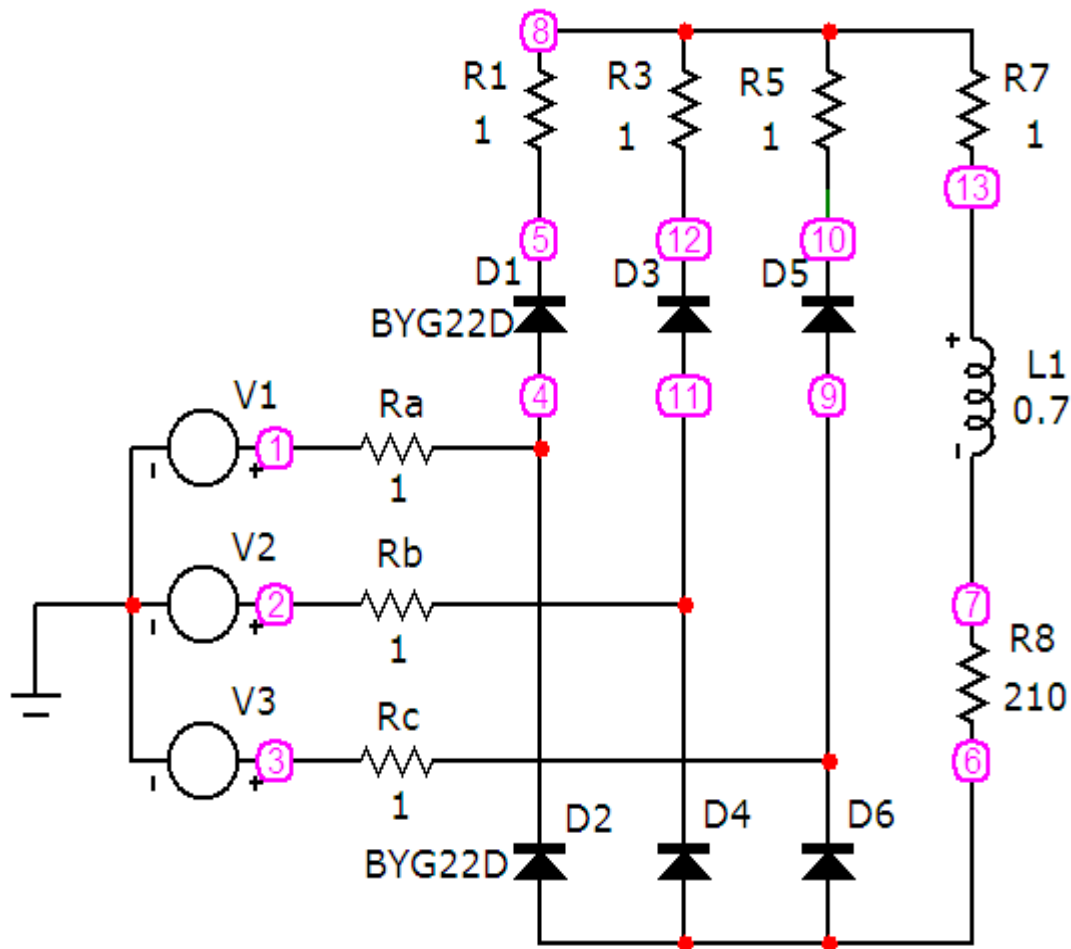 8
R1 R3 R5 R7
1 1 1 1
13
5 12 10
D1 D3 D5
BYG22D
+ L1
0.7
-
4 11 9
V1 Ra
1
- + 1
V2 Rb
2 7
- + 1
R8
210
V3 Rc
3 6
- + 1
D2 D4 D6
BYG22D